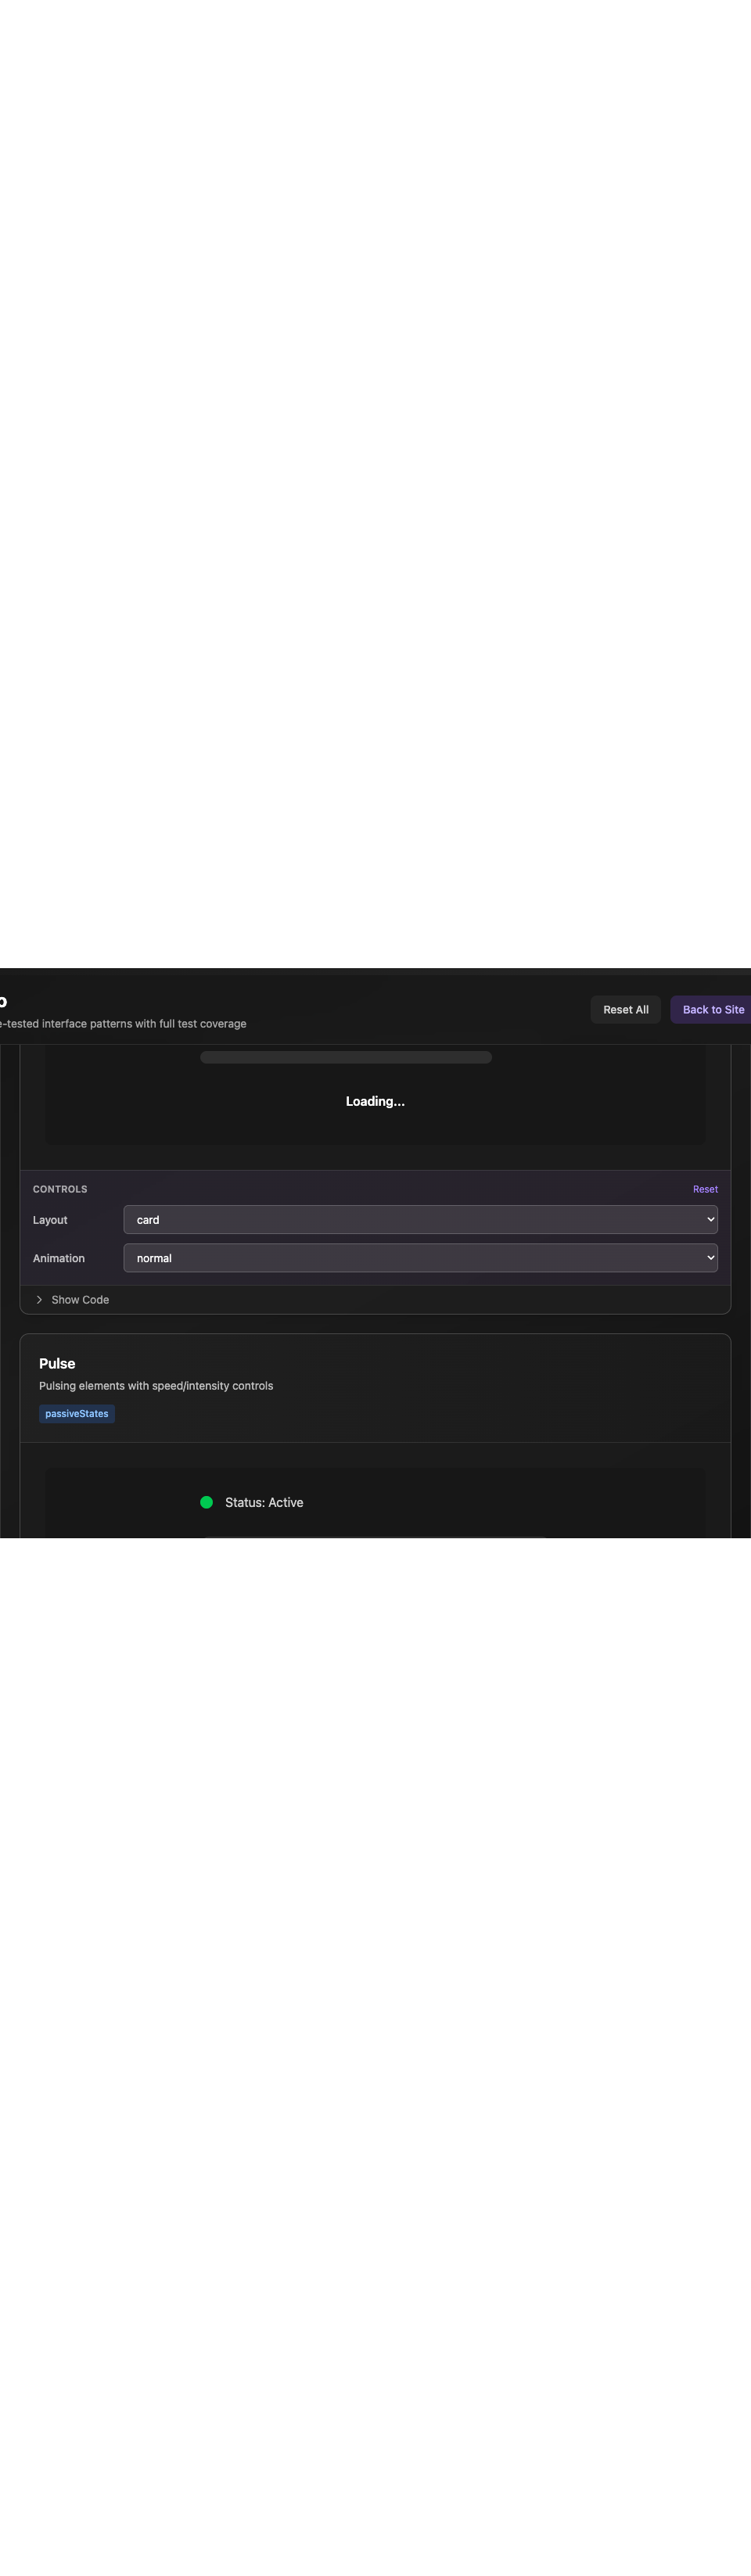 o
e-tested interface patterns with full test coverage
Reset All
Back to Site
Loading...
CONTROLS
Reset
Layout
card
Animation
normal
Show Code
Pulse
Pulsing elements with speed/intensity controls
passiveStates
Status: Active